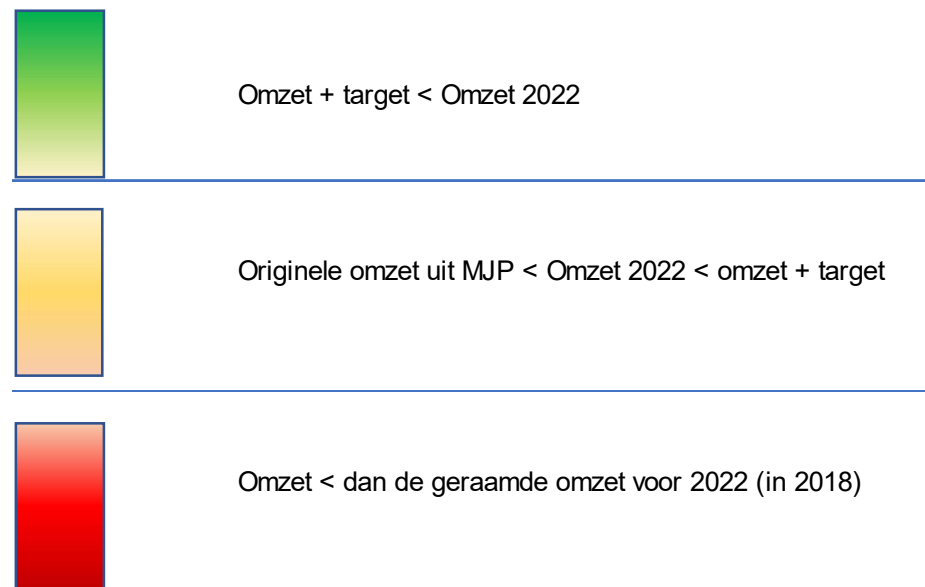 Omzet + target < Omzet 2022
Originele omzet uit MJP < Omzet 2022 < omzet + target
Omzet < dan de geraamde omzet voor 2022 (in 2018)